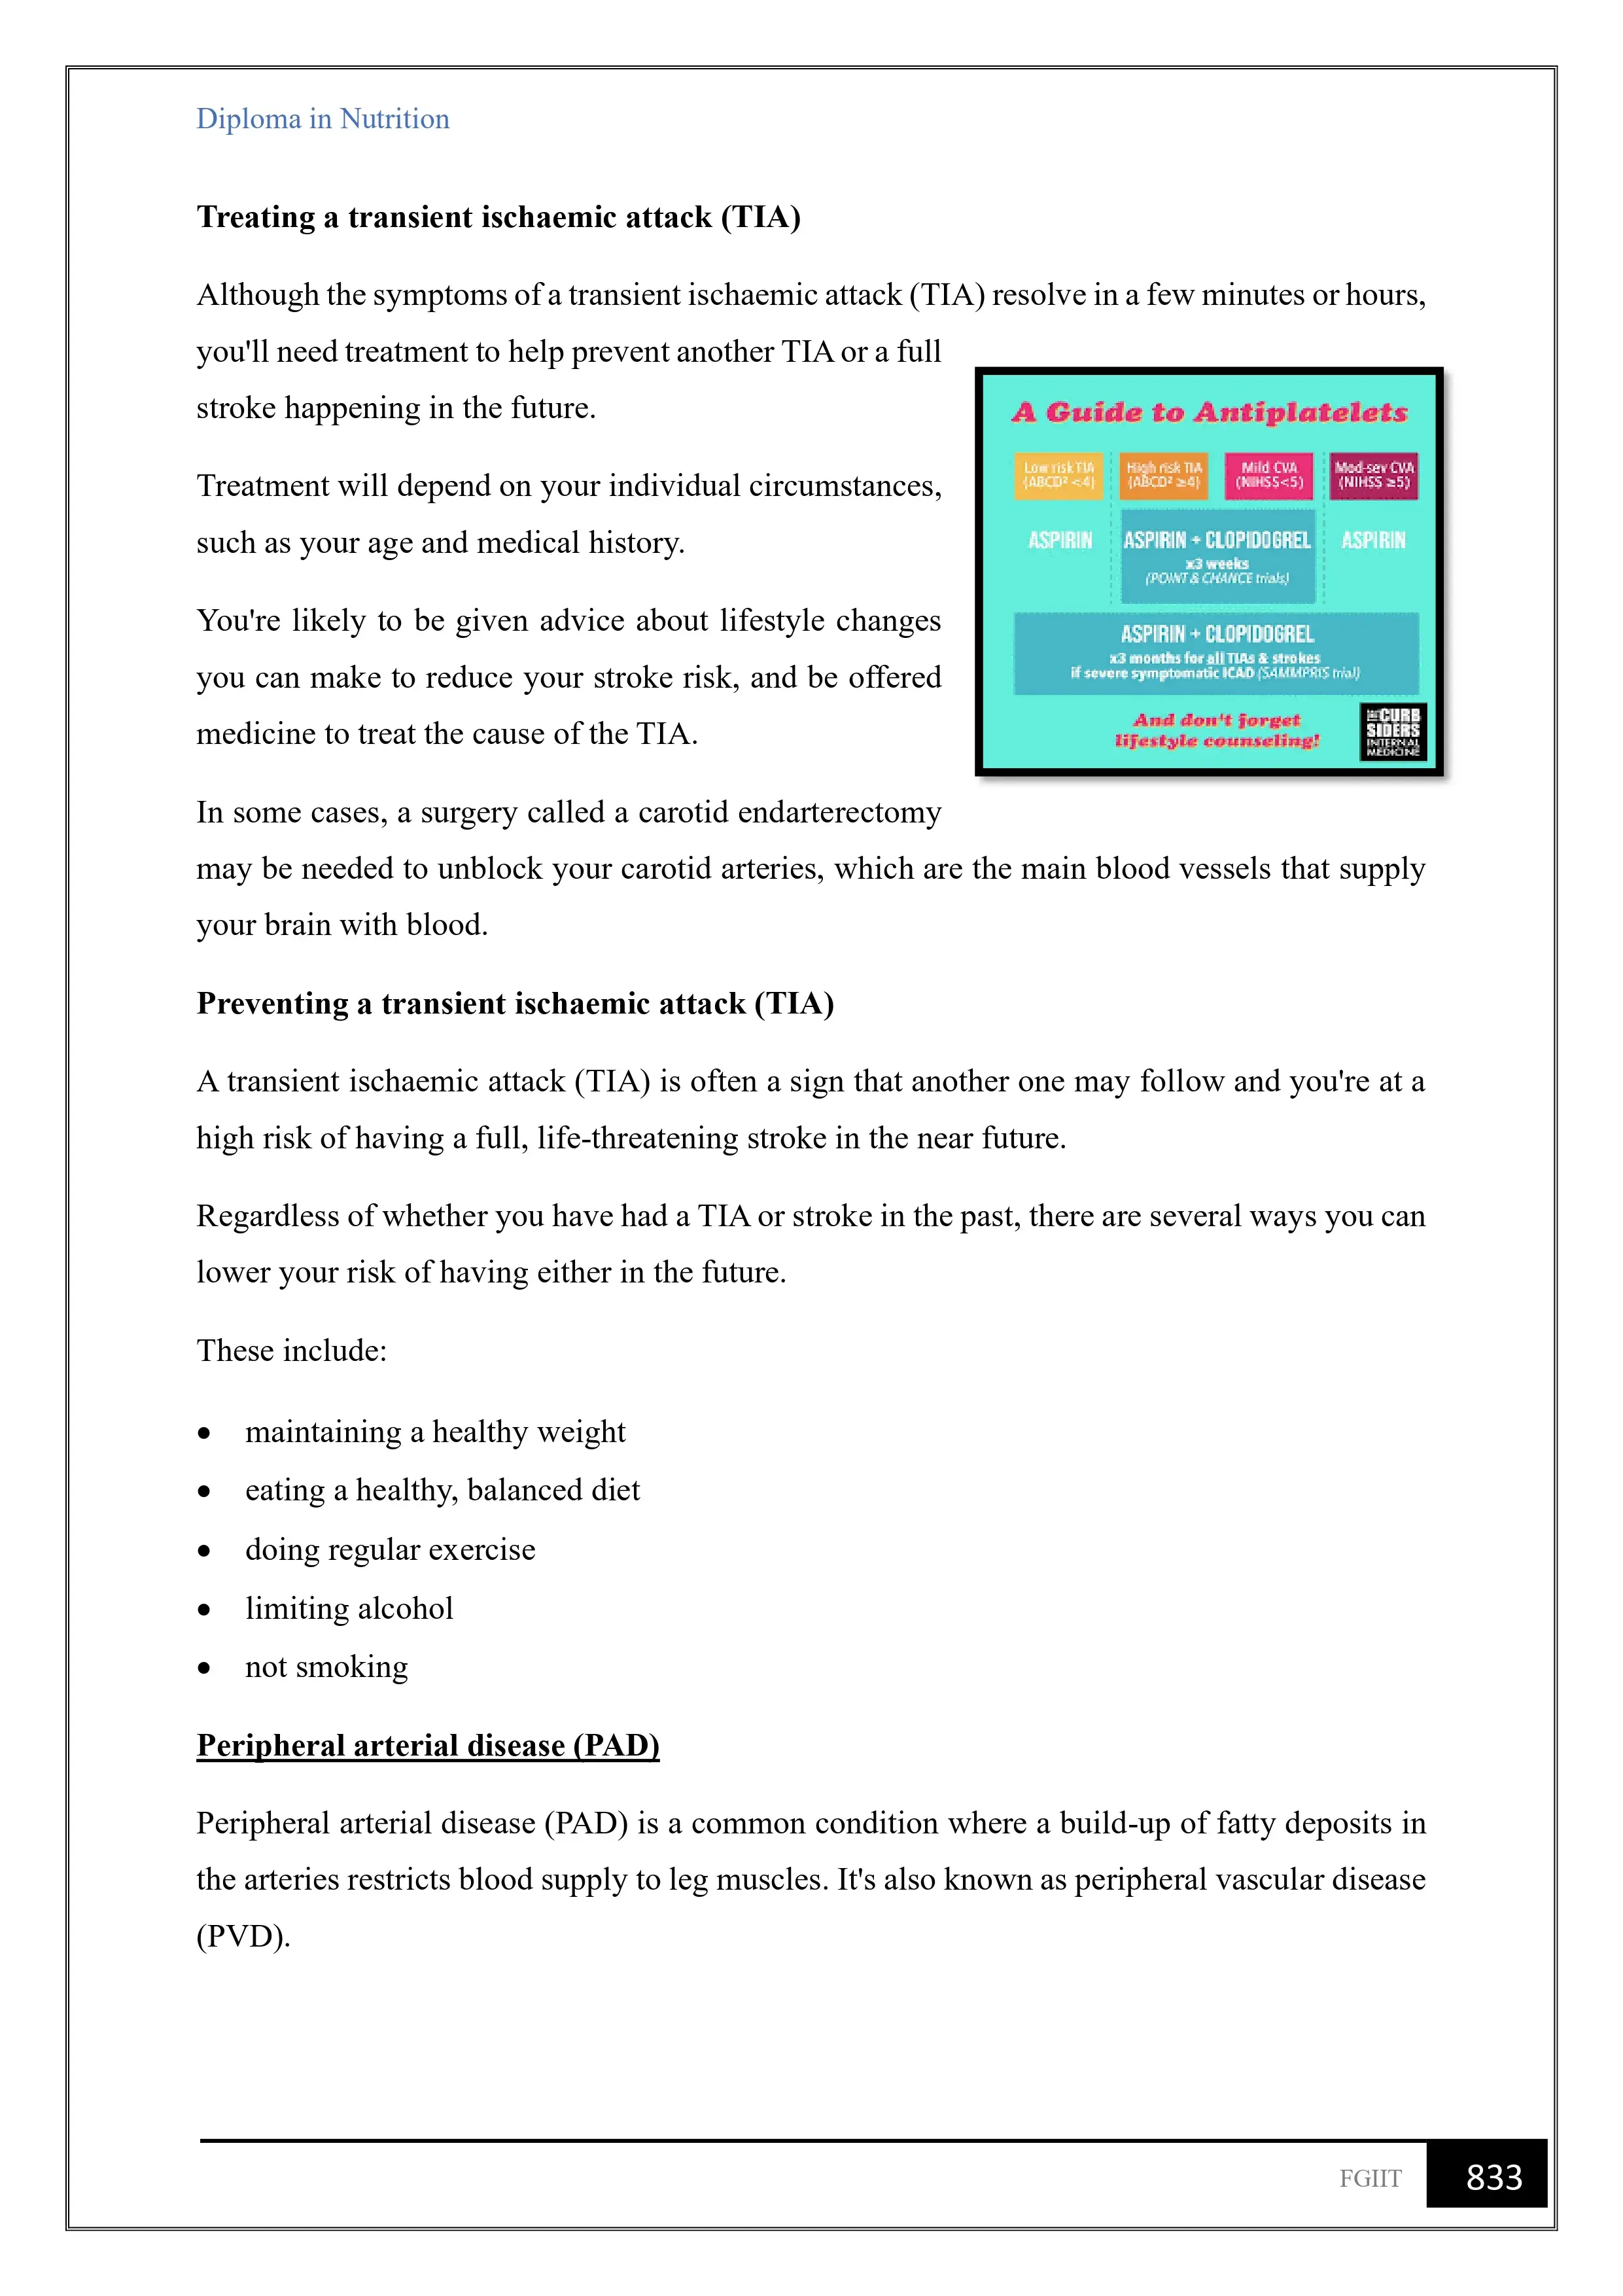 Diploma in Nutrition
Treating a transient ischaemic attack (TIA)
Although the symptoms of a transient ischaemic attack (TIA) resolve in a few minutes or hours,
you'll need treatment to help prevent another TIA or a full
stroke happening in the future.
Treatment will depend on your individual circumstances,
such as your age and medical history.
You're likely to be given advice about lifestyle changes
you can make to reduce your stroke risk, and be offered
medicine to treat the cause of the TIA.
In some cases, a surgery called a carotid endarterectomy
may be needed to unblock your carotid arteries, which are the main blood vessels that supply
your brain with blood.
A Guide to Antiplatelets
Low risk TIA
(ABCD² <4)
High risk TIA
(ABCD² ≥4)
Mild CVA
(NIHSS<5)
Mod-sev CVA
(NIHSS ≥5)
ASPIRIN
ASPIRIN + CLOPIDOGREL
x3 weeks
(POINT & CHANCE trials)
ASPIRIN
ASPIRIN + CLOPIDOGREL
x3 months for all TIAs & strokes
if severe symptomatic ICAD (SAMMPRIS trial)
And don't forget
lifestyle counseling!
THE CURB
SIDERS
INTERNAL
MEDICINE
Preventing a transient ischaemic attack (TIA)
A transient ischaemic attack (TIA) is often a sign that another one may follow and you're at a
high risk of having a full, life-threatening stroke in the near future.
Regardless of whether you have had a TIA or stroke in the past, there are several ways you can
lower your risk of having either in the future.
These include:
• maintaining a healthy weight
• eating a healthy, balanced diet
• doing regular exercise
• limiting alcohol
• not smoking
Peripheral arterial disease (PAD)
Peripheral arterial disease (PAD) is a common condition where a build-up of fatty deposits in
the arteries restricts blood supply to leg muscles. It's also known as peripheral vascular disease
(PVD).
FGIIT
833